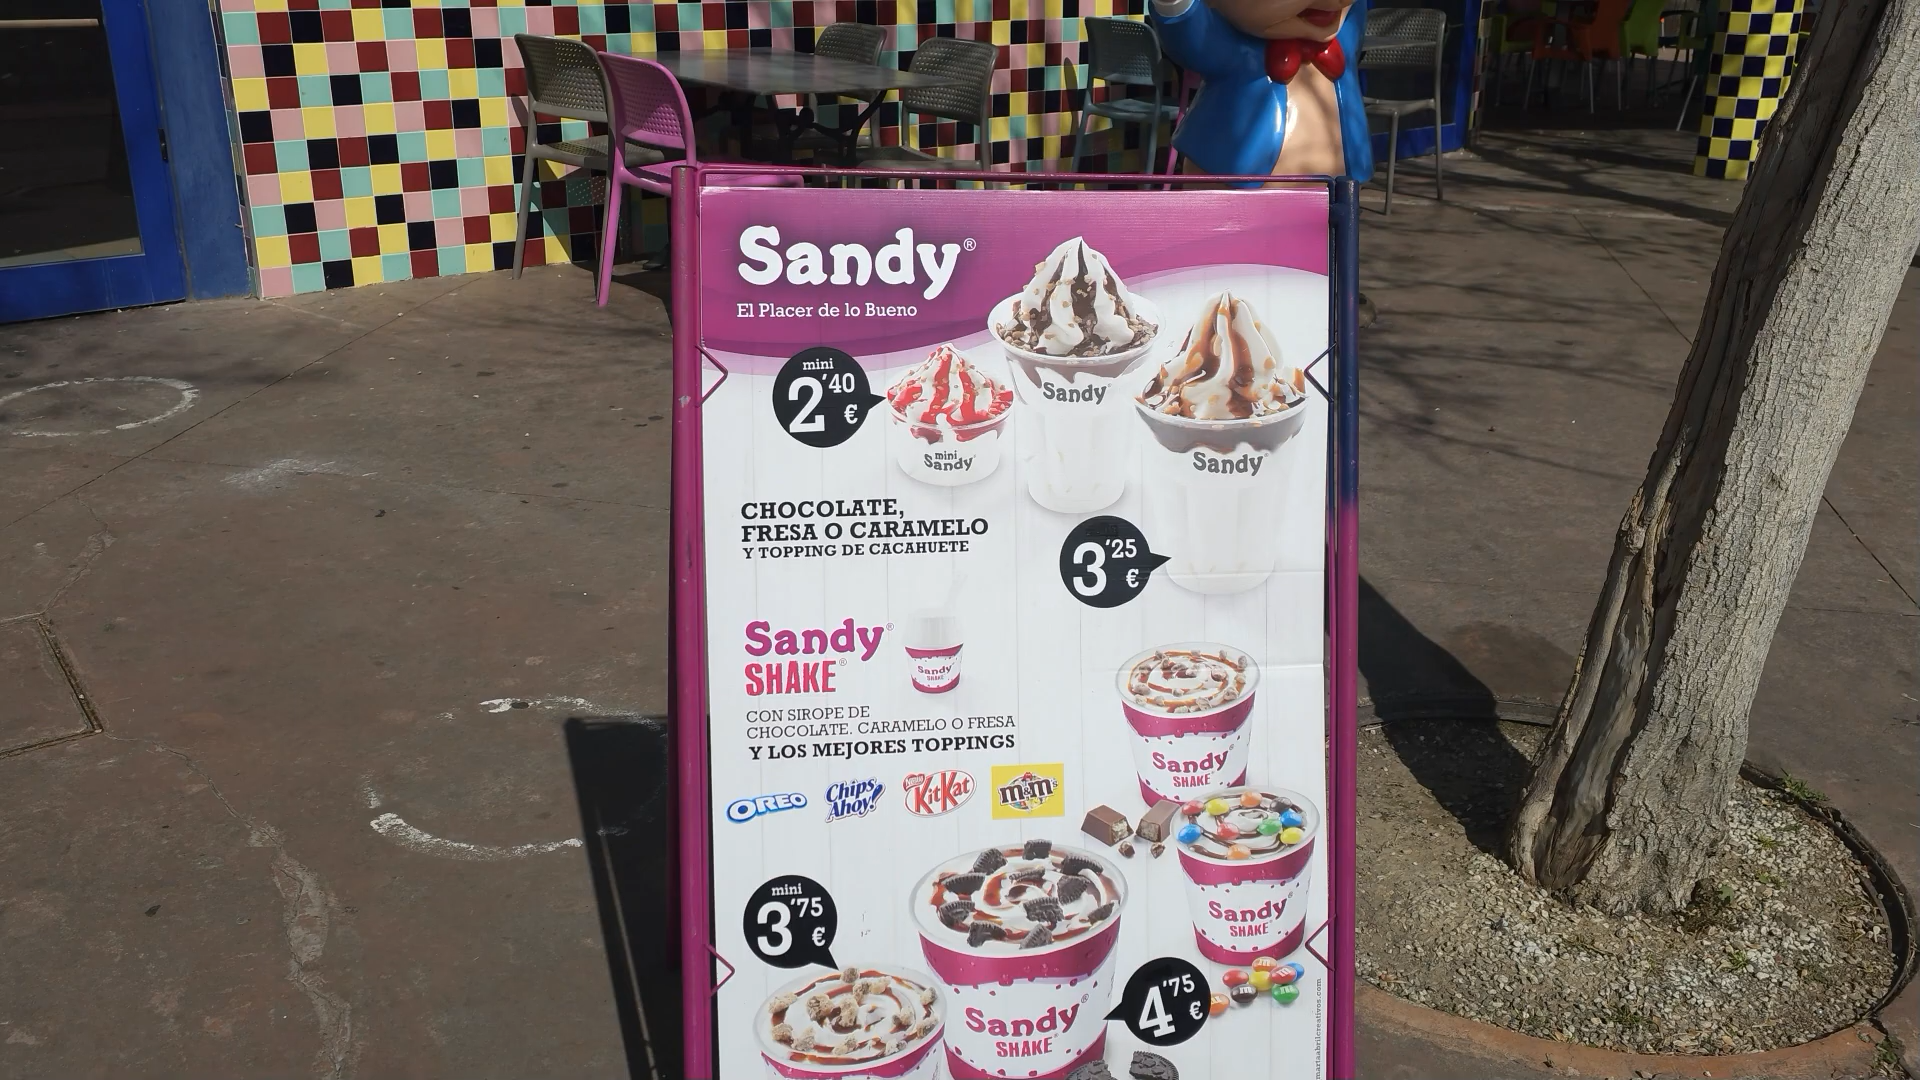 Sandy®
El Placer de lo Bueno
mini
2'40
€
Sandy
Sandy
mini
Sandy
CHOCOLATE,
FRESA O CARAMELO
Y TOPPING DE CACAHUETE
3'25
€
Sandy®
SHAKE®
Sandy
SHAKE
CON SIROPE DE
CHOCOLATE. CARAMELO O FRESA
Y LOS MEJORES TOPPINGS
Sandy®
SHAKE®
OREO
Chips
Ahoy!
Nestlé
KitKat
m&m's
Sandy®
SHAKE®
mini
3'75
€
Sandy®
SHAKE®
4'75
€